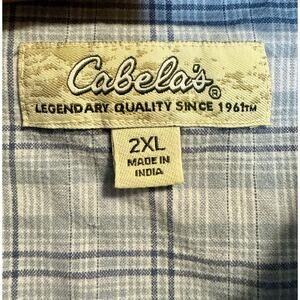 Cabela's®
LEGENDARY QUALITY SINCE 1961™
2XL
MADE IN
INDIA